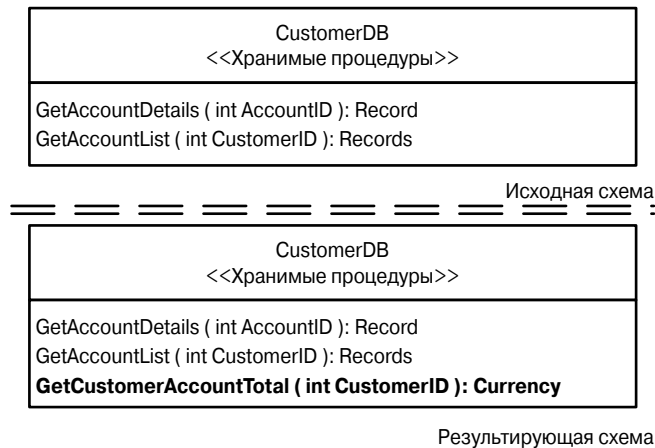 CustomerDB
<<Хранимые процедуры>>
GetAccountDetails ( int AccountID ): Record
GetAccountList ( int CustomerID ): Records
Исходная схема
CustomerDB
<<Хранимые процедуры>>
GetAccountDetails ( int AccountID ): Record
GetAccountList ( int CustomerID ): Records
GetCustomerAccountTotal ( int CustomerID ): Currency
Результирующая схема